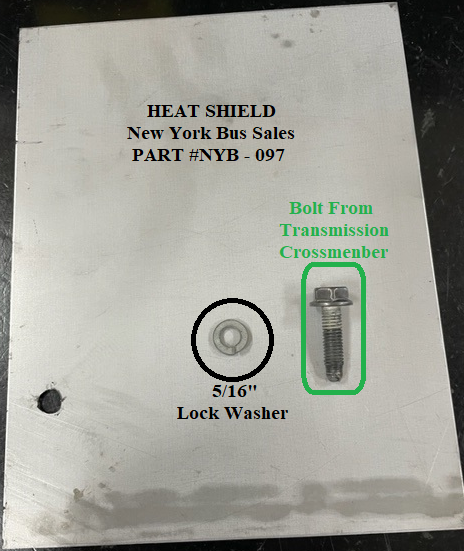 HEAT SHIELD
New York Bus Sales
PART #NYB - 097
Bolt From
Transmission
Crossmenber
5/16"
Lock Washer